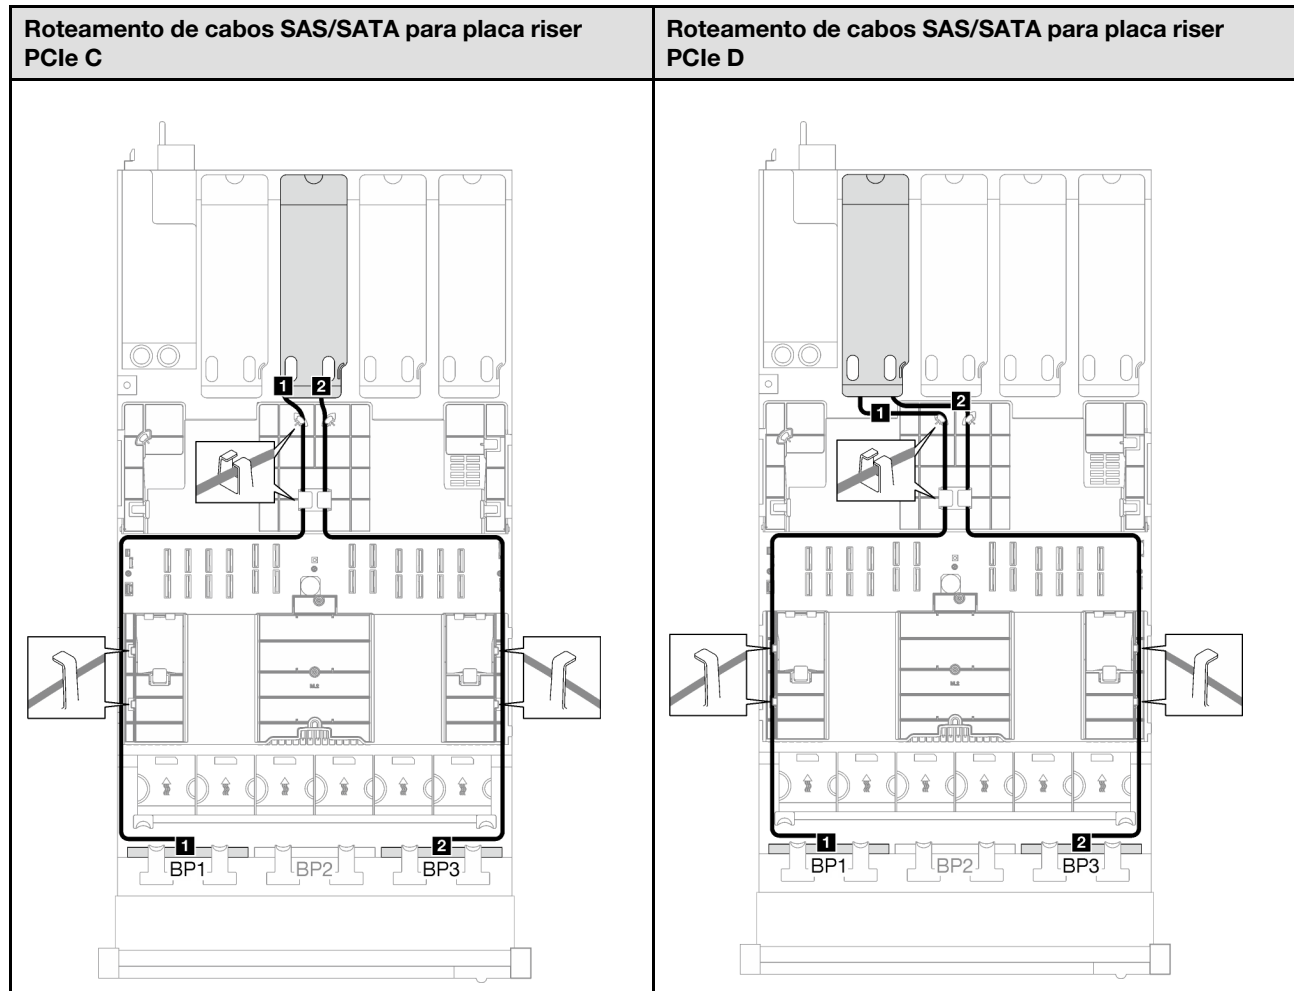 Roteamento de cabos SAS/SATA para placa riser
PCIe C
Roteamento de cabos SAS/SATA para placa riser
PCIe D
1
2
1
2
BP1
BP2
BP3
1
2
1
2
BP1
BP2
BP3